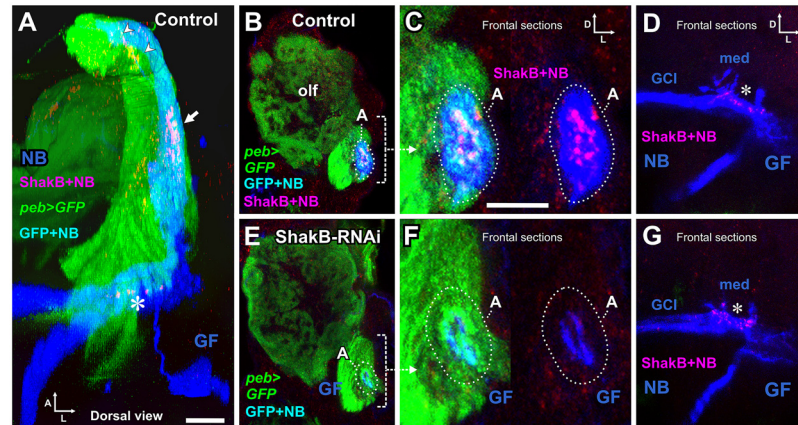 A
Control
NB
ShakB+NB
peb>GFP
GFP+NB
*
GF
A
L
Dorsal view
B
Control
olf
A
peb>
GFP
GFP+NB
ShakB+NB
C
Frontal sections
D
L
ShakB+NB
A
A
D
Frontal sections
med
GCI
*
ShakB+NB
NB
GF
E
ShakB-RNAi
A
GF
peb>
GFP
GFP+NB
F
Frontal sections
A
A
GF
GF
G
Frontal sections
med
GCI
*
ShakB+NB
NB
GF